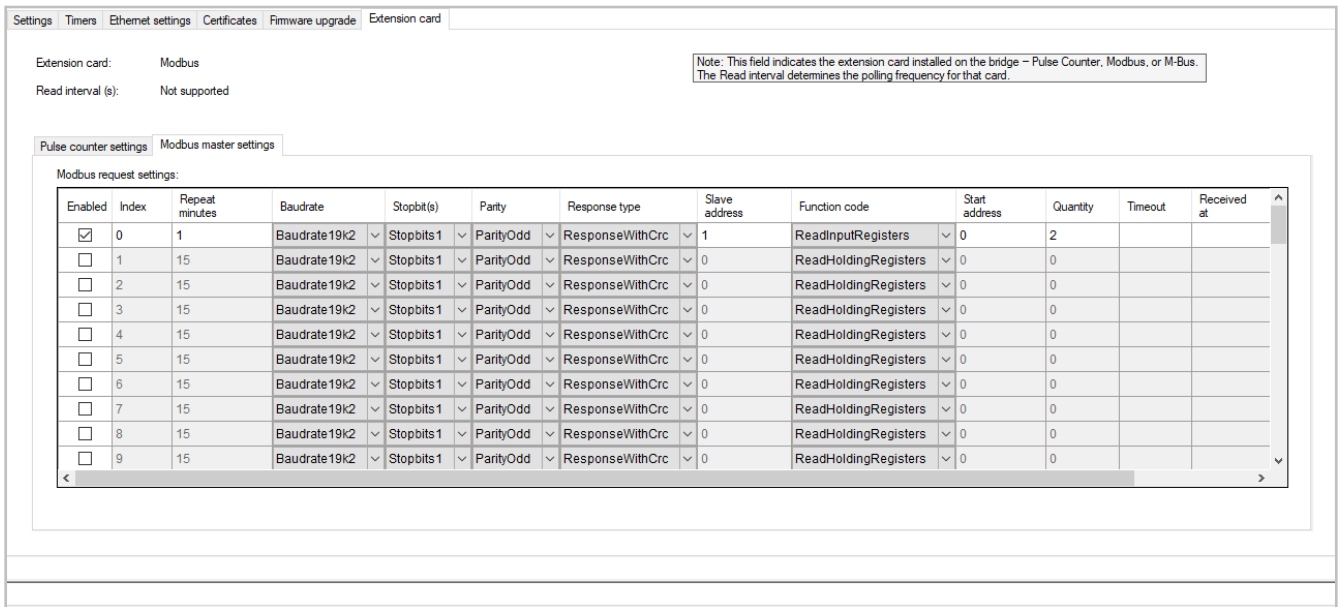 Settings Timers Ethernet settings Certificates Firmware upgrade Extension card
Extension card: Modbus
Note: This field indicates the extension card installed on the bridge – Pulse Counter, Modbus, or M-Bus.
The Read interval determines the polling frequency for that card.
Read interval (s): Not supported
Pulse counter settings Modbus master settings
Modbus request settings:
Enabled Index Repeat minutes Baudrate Stopbit(s) Parity Response type Slave address Function code Start address Quantity Timeout Received at
0 1 Baudrate19k2 Stopbits1 ParityOdd ResponseWithCrc 1 ReadInputRegisters 0 2
1 15 Baudrate19k2 Stopbits1 ParityOdd ResponseWithCrc 0 ReadHoldingRegisters 0 0
2 15 Baudrate19k2 Stopbits1 ParityOdd ResponseWithCrc 0 ReadHoldingRegisters 0 0
3 15 Baudrate19k2 Stopbits1 ParityOdd ResponseWithCrc 0 ReadHoldingRegisters 0 0
4 15 Baudrate19k2 Stopbits1 ParityOdd ResponseWithCrc 0 ReadHoldingRegisters 0 0
5 15 Baudrate19k2 Stopbits1 ParityOdd ResponseWithCrc 0 ReadHoldingRegisters 0 0
6 15 Baudrate19k2 Stopbits1 ParityOdd ResponseWithCrc 0 ReadHoldingRegisters 0 0
7 15 Baudrate19k2 Stopbits1 ParityOdd ResponseWithCrc 0 ReadHoldingRegisters 0 0
8 15 Baudrate19k2 Stopbits1 ParityOdd ResponseWithCrc 0 ReadHoldingRegisters 0 0
9 15 Baudrate19k2 Stopbits1 ParityOdd ResponseWithCrc 0 ReadHoldingRegisters 0 0